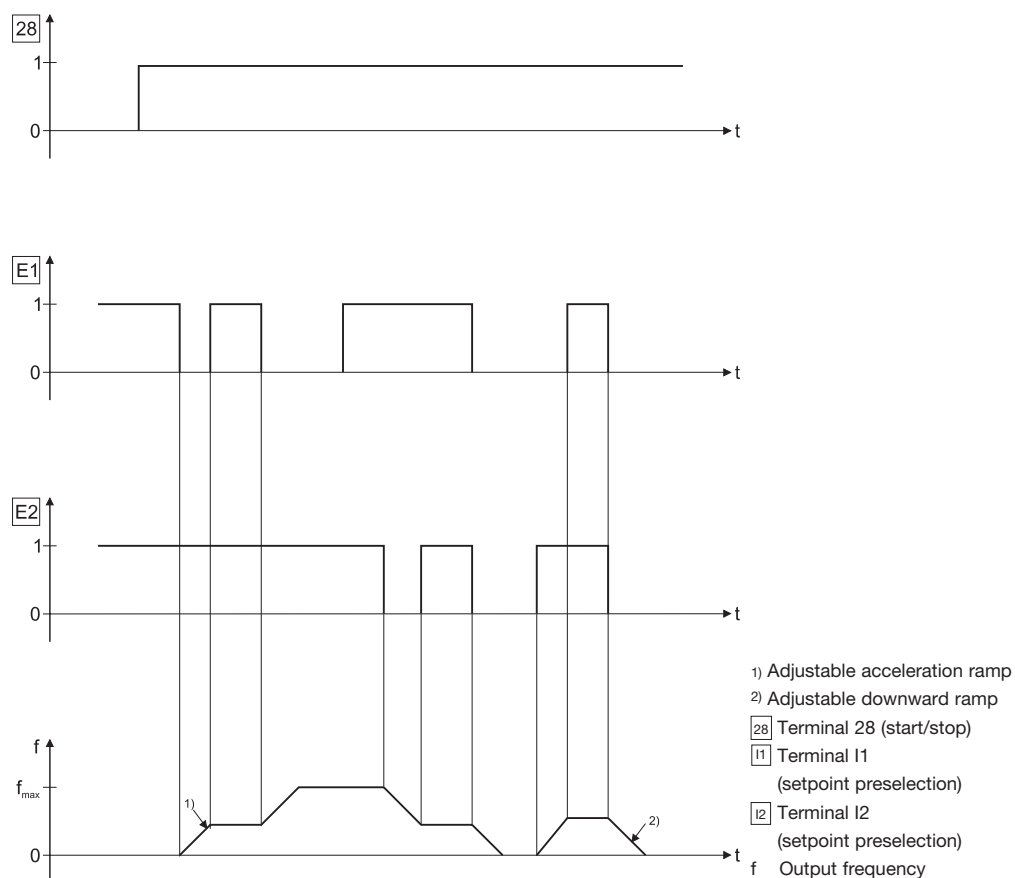 28
1
0
t
E1
1
0
t
E2
1
0
t
f
fmax
0
1)
2)
t
1) Adjustable acceleration ramp
2) Adjustable downward ramp
28 Terminal 28 (start/stop)
I1 Terminal I1
(setpoint preselection)
I2 Terminal I2
(setpoint preselection)
f Output frequency